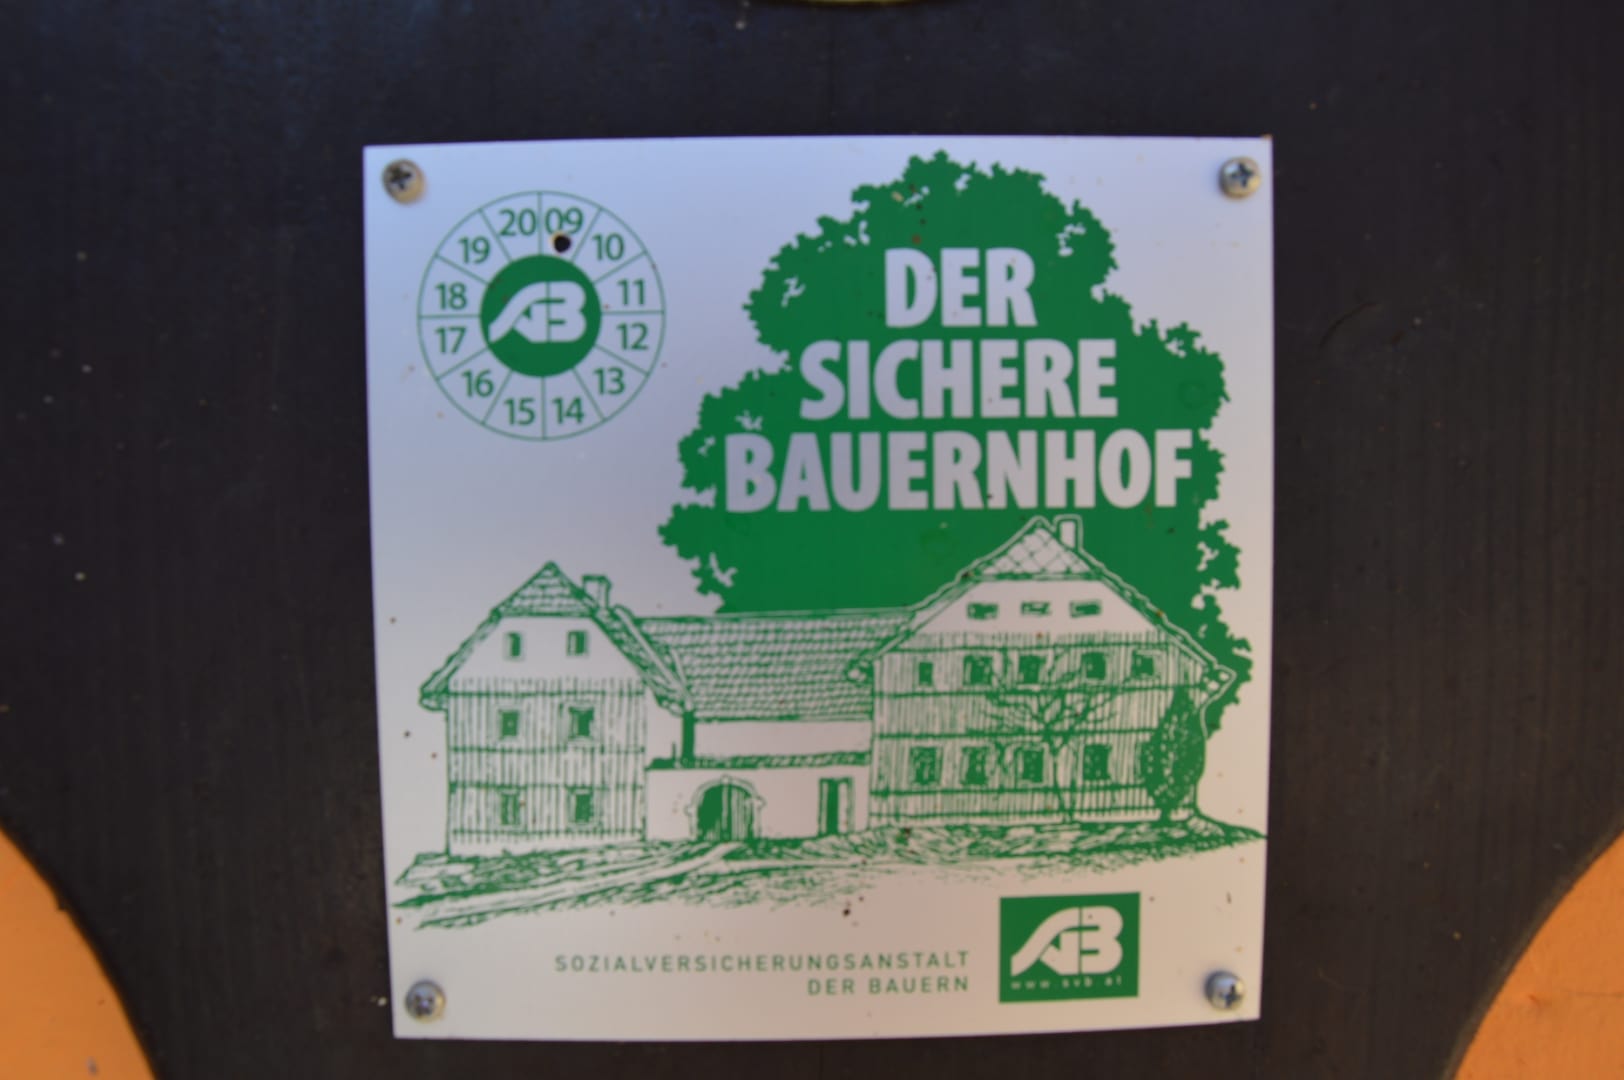 20 09
19 10
18 11
17 12
16 13
15 14
DER
SICHERE
BAUERNHOF
SOZIALVERSICHERUNGSANSTALT
DER BAUERN
SVB
www.svb.at